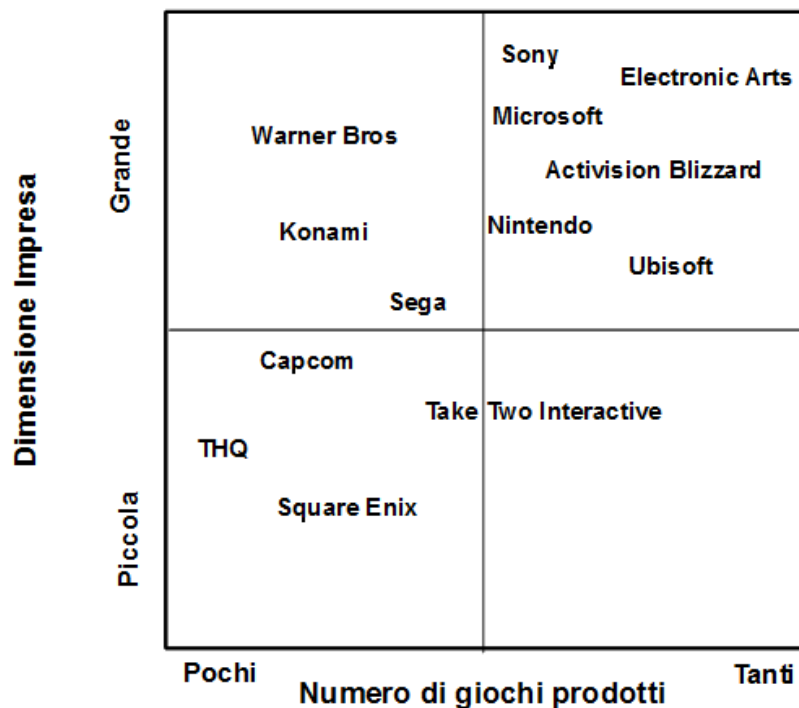 Sony
Electronic Arts
Microsoft
Warner Bros
Activision Blizzard
Grande
Konami
Nintendo
Ubisoft
Sega
Dimensione Impresa
Capcom
Take Two Interactive
THQ
Square Enix
Piccola
Pochi
Tanti
Numero di giochi prodotti